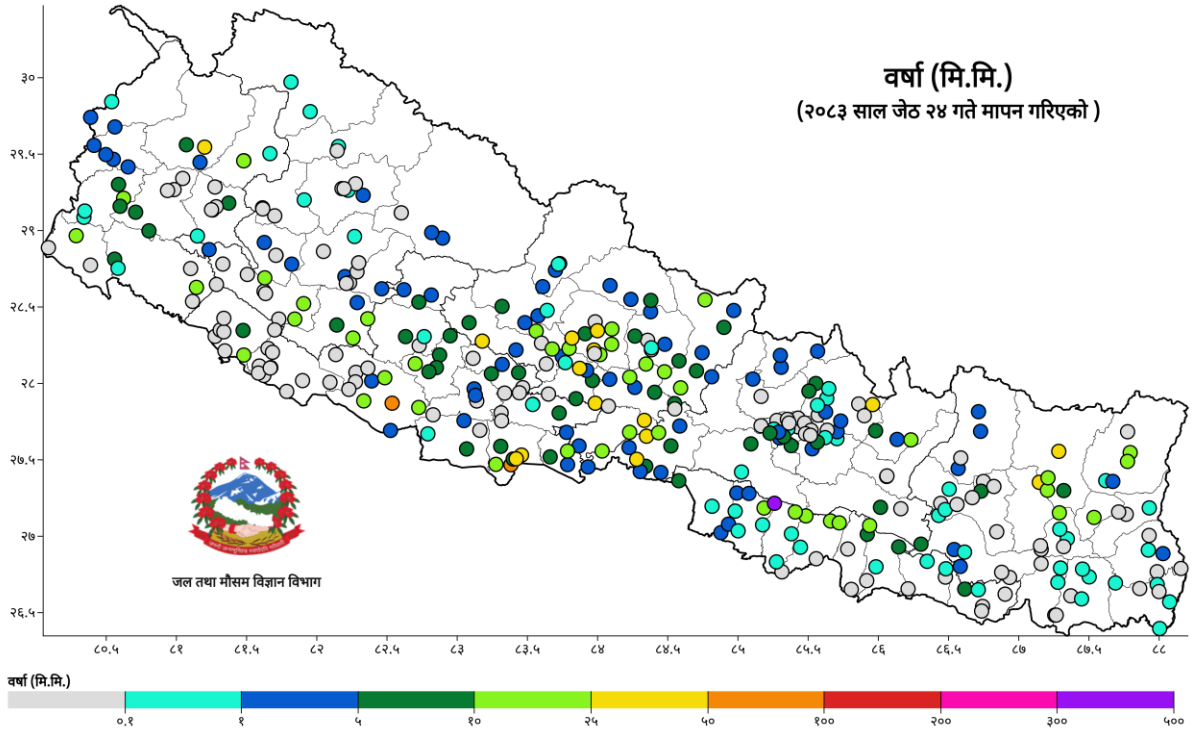 वर्षा (मि.मि.)
(२०८३ साल जेठ २४ गते मापन गरिएको )
३०
२९.५
२९
२८.५
२८
२७.५
२७
२६.५
जल तथा मौसम विज्ञान विभाग
८०.५ ८१ ८१.५ ८२ ८२.५ ८३ ८३.५ ८४ ८४.५ ८५ ८५.५ ८६ ८६.५ ८७ ८७.५ ८८
वर्षा (मि.मि.)
०.१ १ ५ १० २५ ५० १०० २०० ३०० ५००